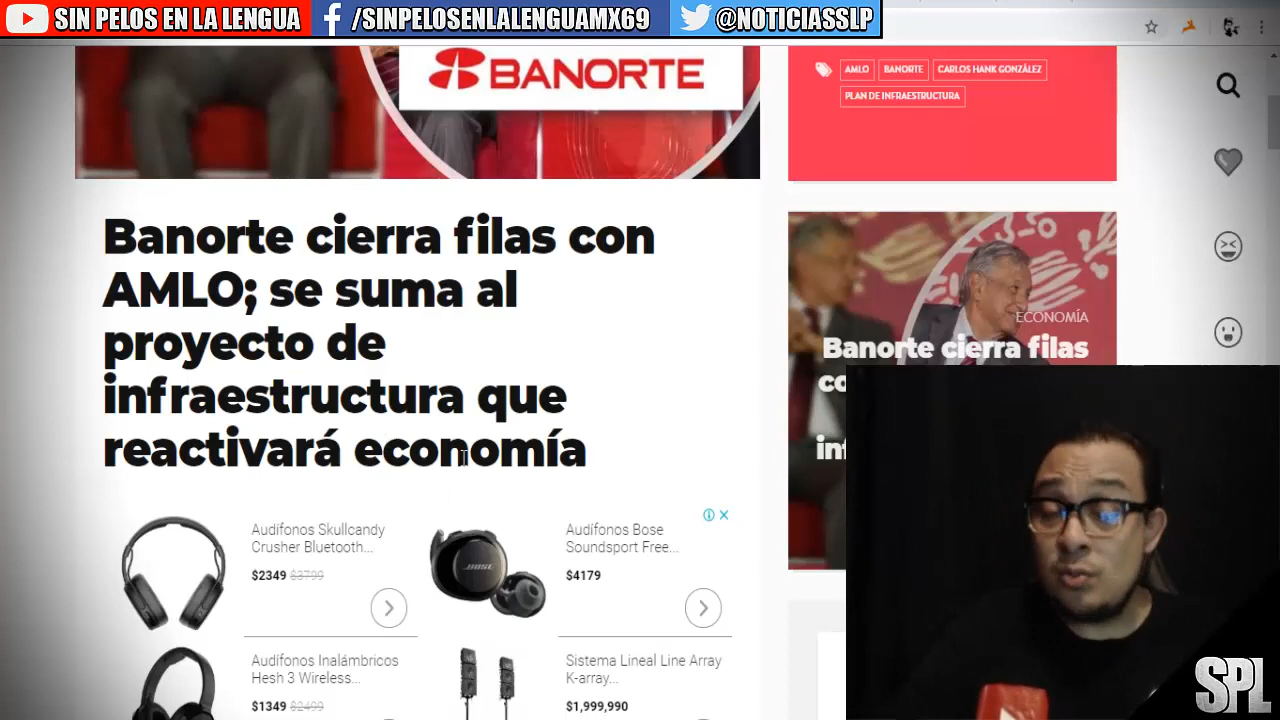 SIN PELOS EN LA LENGUA
/SINPELOSENLALENGUAMX69
@NOTICIASSLP
BANORTE
AMLO
BANORTE
CARLOS HANK GONZÁLEZ
PLAN DE INFRAESTRUCTURA
Banorte cierra filas con
AMLO; se suma al
proyecto de
infraestructura que
reactivará economía
ECONOMÍA
Banorte cierra filas
Audífonos Skullcandy
Crusher Bluetooth...
$2349 $3799
Audífonos Bose
Soundsport Free...
$4179
Audífonos Inalámbricos
Hesh 3 Wireless...
$1349 $2499
Sistema Lineal Line Array
K-array...
$1,999,990
SPL